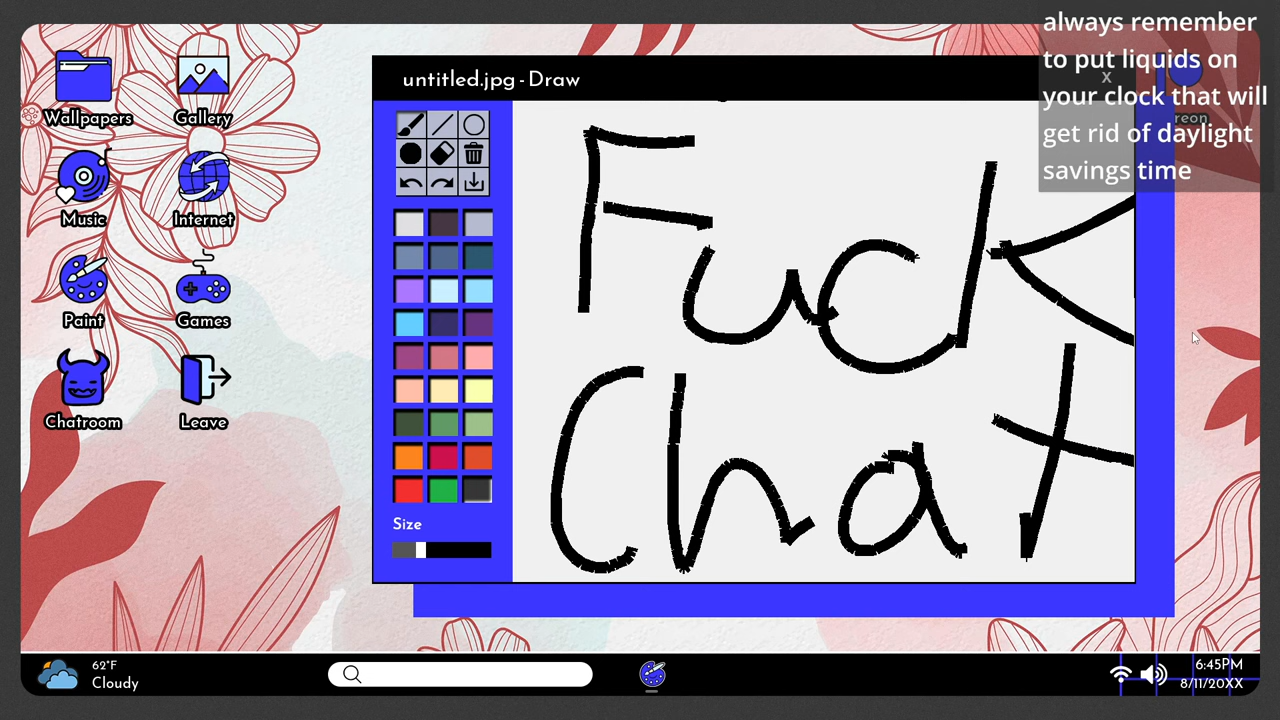 always remember
to put liquids on
your clock that will
get rid of daylight
savings time
untitled.jpg - Draw
x
reon
Wallpapers
Gallery
Music
Internet
Paint
Games
Chatroom
Leave
Size
Fuck
Chat
62°F
Cloudy
6:45PM
8/11/20XX